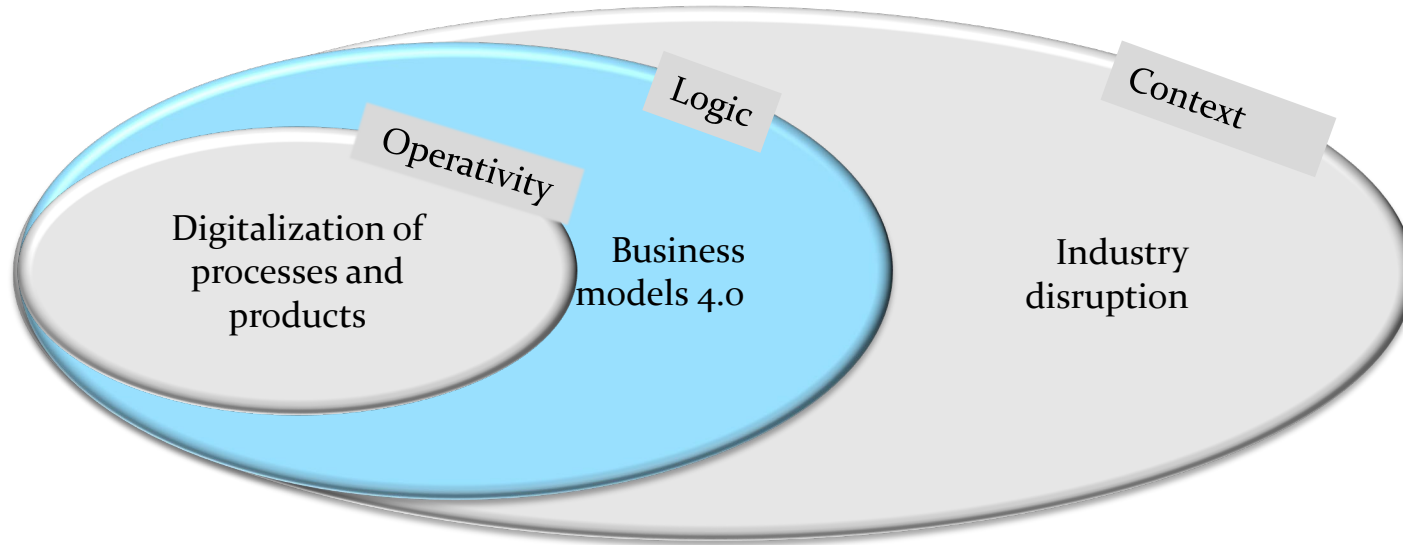 Context
Logic
Operativity
Digitalization of
processes and
products
Business
models 4.0
Industry
disruption